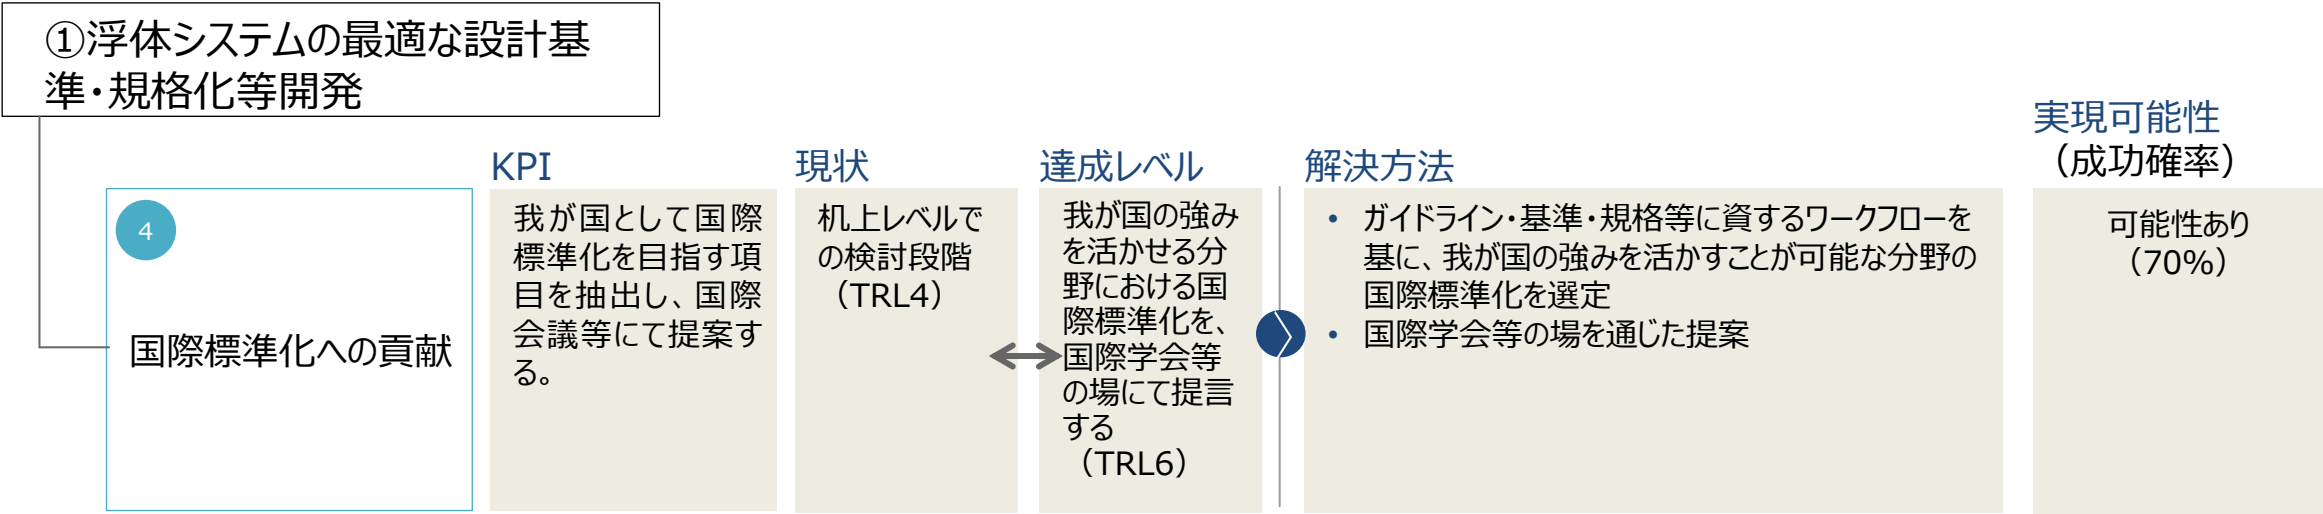 ①浮体システムの最適な設計基
準・規格化等開発
4
国際標準化への貢献
KPI
我が国として国際
標準化を目指す項
目を抽出し、国際
会議等にて提案す
る。
現状
机上レベルで
の検討段階
（TRL4）
達成レベル
我が国の強み
を活かせる分
野における国
際標準化を、
国際学会等
の場にて提言
する
（TRL6）
解決方法
• ガイドライン・基準・規格等に資するワークフローを
基に、我が国の強みを活かすことが可能な分野の
国際標準化を選定
• 国際学会等の場を通じた提案
実現可能性
（成功確率）
可能性あり
（70%）